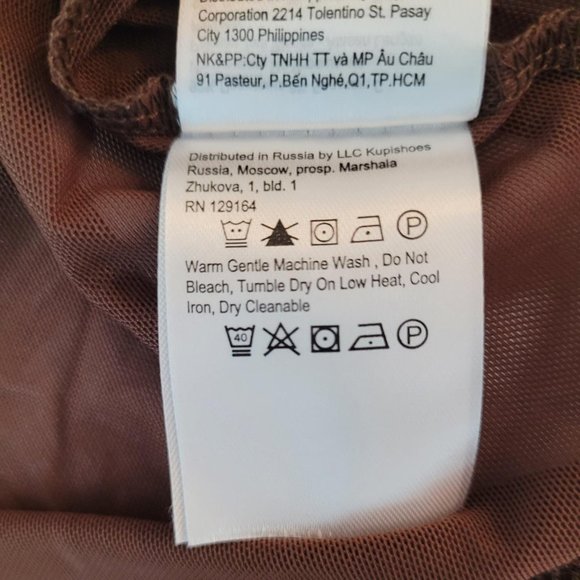 Corporation 2214 Tolentino St. Pasay
City 1300 Philippines
NK&PP:Cty TNHH TT và MP Âu Châu
91 Pasteur, P.Bến Nghé,Q1,TP.HCM
Distributed in Russia by LLC Kupishoes
Russia, Moscow, prosp. Marshala
Zhukova, 1, bld. 1
RN 129164
P
Warm Gentle Machine Wash , Do Not
Bleach, Tumble Dry On Low Heat, Cool
Iron, Dry Cleanable
40 P